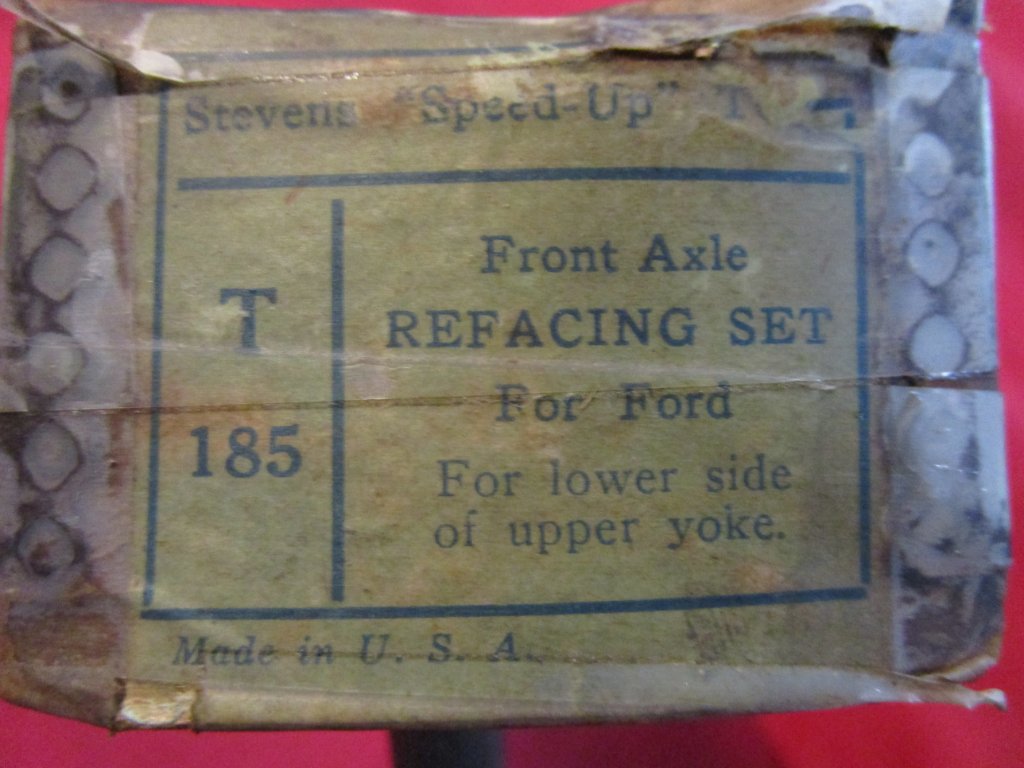 Stevens "Speed-Up"
T
185
Front Axle
REFACING SET
For Ford
For lower side
of upper yoke.
Made in U. S. A.